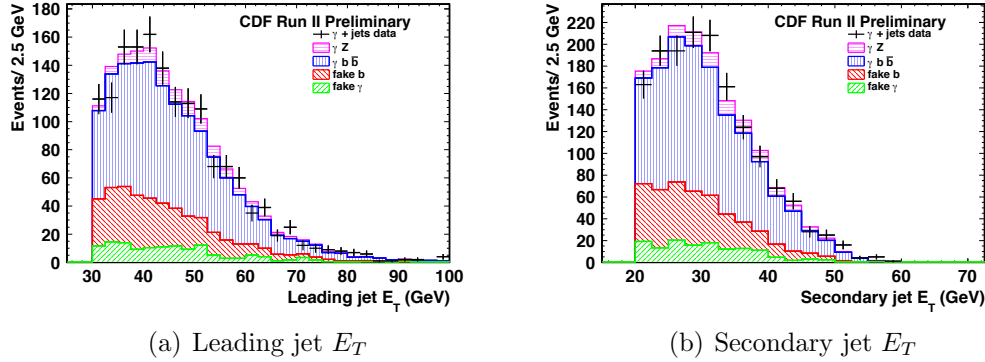 CDF Run II Preliminary
γ + jets data
γ Z
γ b b̄
fake b
fake γ
Events/ 2.5 GeV
180
160
140
120
100
80
60
40
20
0
30 40 50 60 70 80 90 100
Leading jet E_T (GeV)
(a) Leading jet E_T
CDF Run II Preliminary
γ + jets data
γ Z
γ b b̄
fake b
fake γ
Events/ 2.5 GeV
220
200
180
160
140
120
100
80
60
40
20
0
20 30 40 50 60 70
Secondary jet E_T (GeV)
(b) Secondary jet E_T